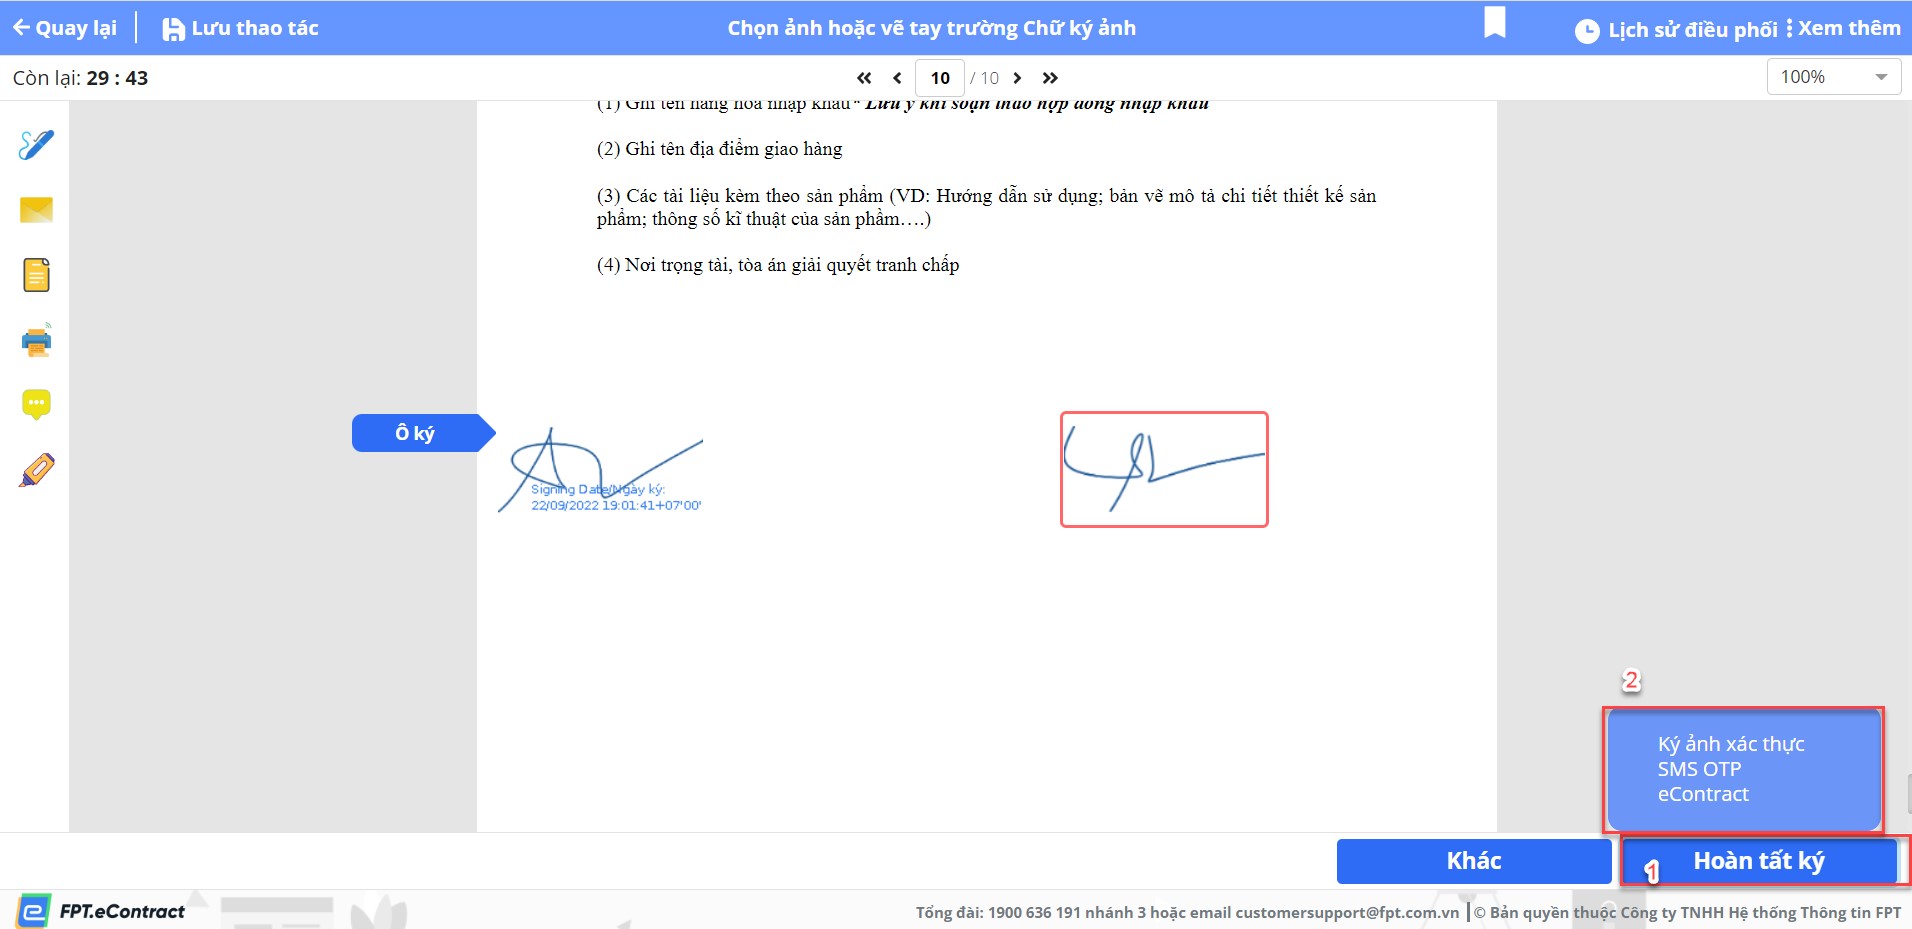 Quay lại
Lưu thao tác
Chọn ảnh hoặc vẽ tay trường Chữ ký ảnh
Lịch sử điều phối
Xem thêm
Còn lại: 29 : 43
10 / 10
100%
(1) Ghi tên hàng hóa nhập khẩu* Lưu ý khi soạn thảo hợp đồng nhập khẩu
(2) Ghi tên địa điểm giao hàng
(3) Các tài liệu kèm theo sản phẩm (VD: Hướng dẫn sử dụng; bản vẽ mô tả chi tiết thiết kế sản
phẩm; thông số kĩ thuật của sản phầm….)
(4) Nơi trọng tài, tòa án giải quyết tranh chấp
Ô ký
Signing Date/Ngày ký:
22/09/2022 19:01:41+07'00'
2
Ký ảnh xác thực
SMS OTP
eContract
Khác
1
Hoàn tất ký
FPT.eContract
Tổng đài: 1900 636 191 nhánh 3 hoặc email customersupport@fpt.com.vn
© Bản quyền thuộc Công ty TNHH Hệ thống Thông tin FPT